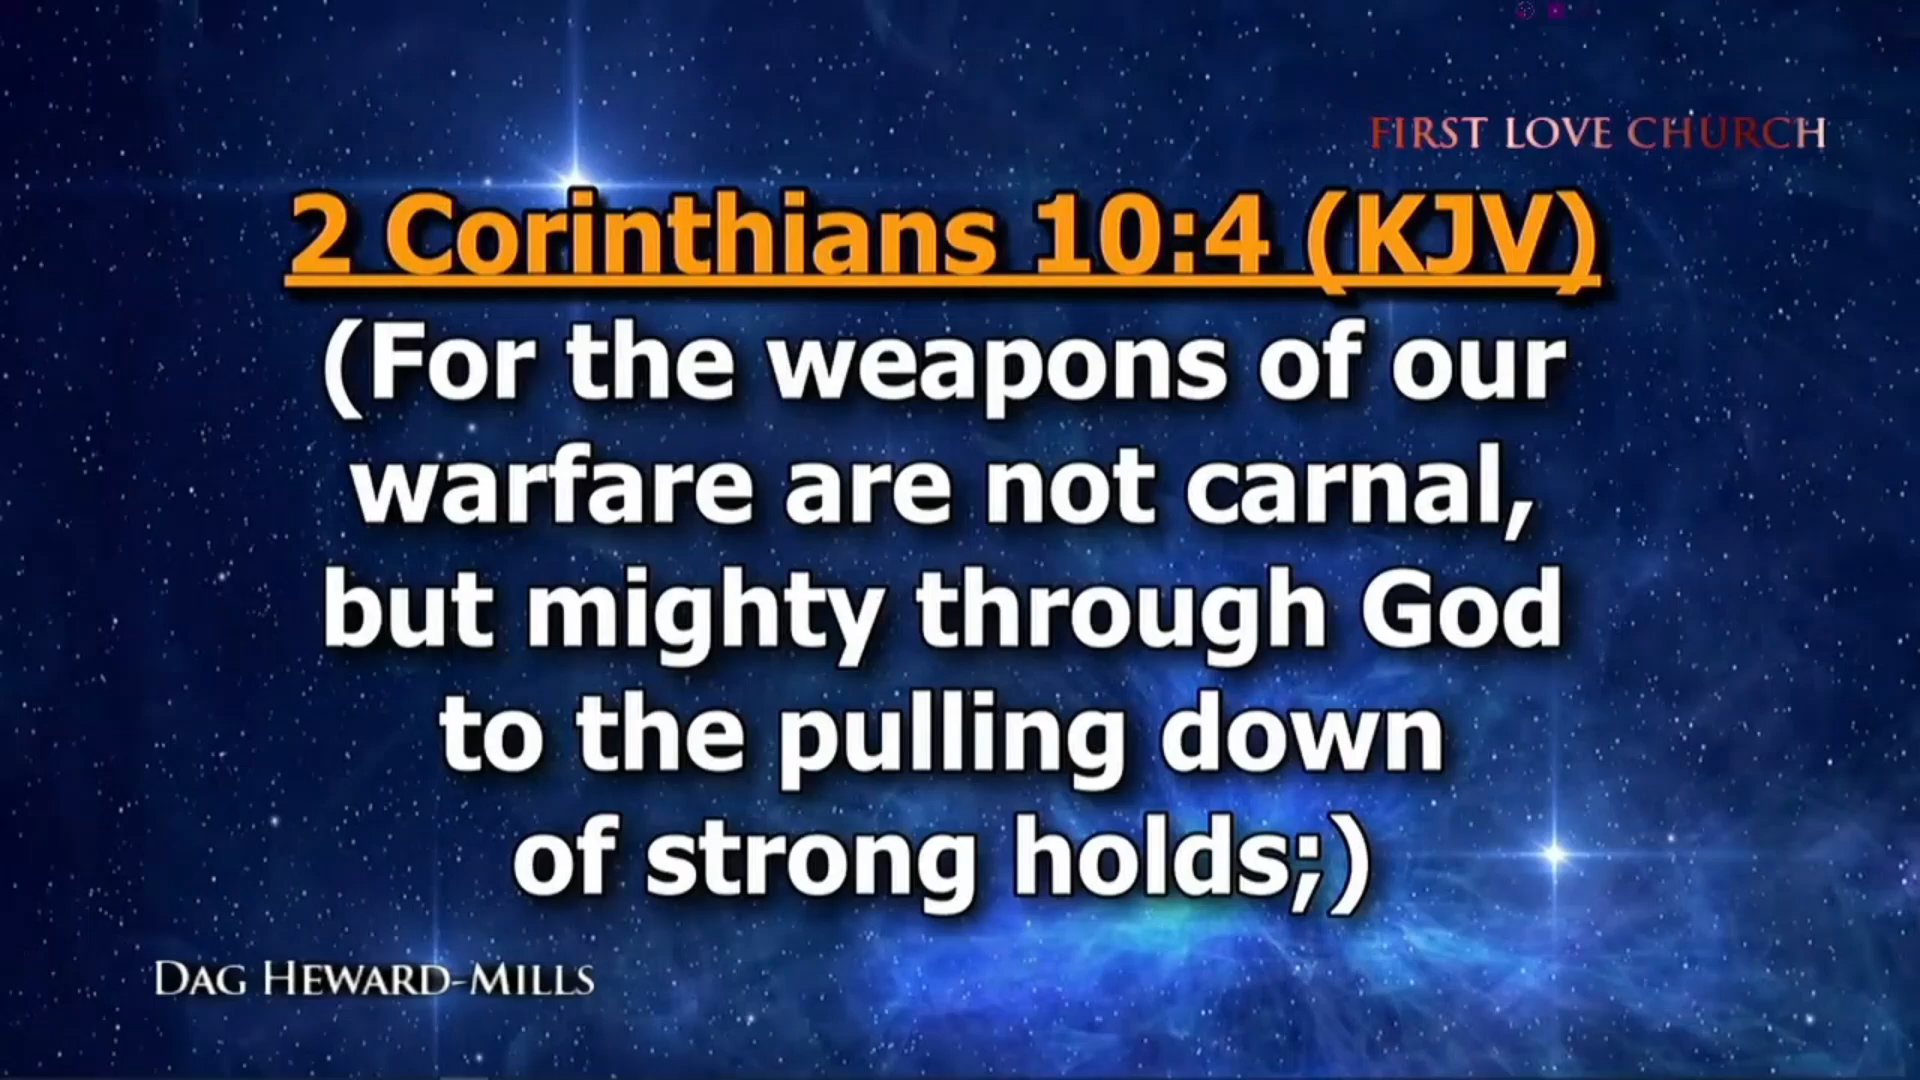 FIRST LOVE CHURCH
2 Corinthians 10:4 (KJV)
(For the weapons of our
warfare are not carnal,
but mighty through God
to the pulling down
of strong holds;)
DAG HEWARD-MILLS